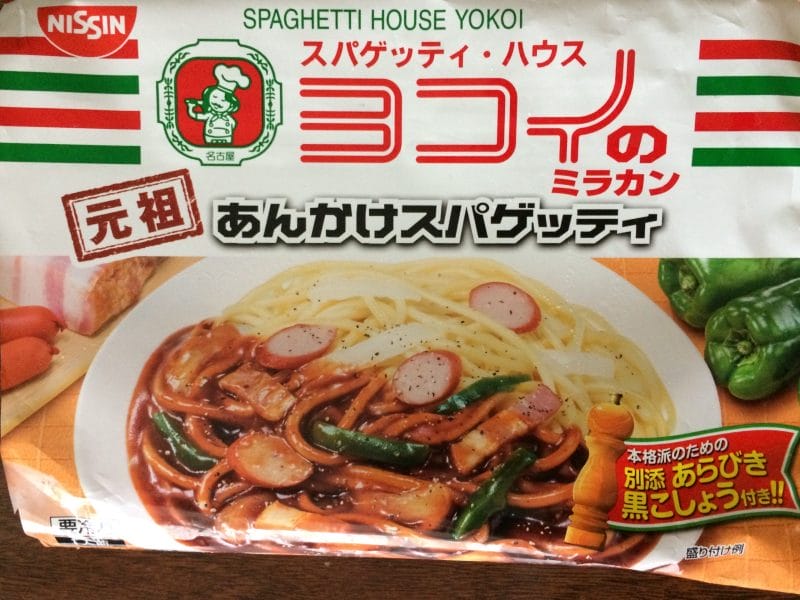 NISSIN
SPAGHETTI HOUSE YOKOI
スパゲッティ・ハウス
ヨコイの
ミラカン
名古屋
元祖
あんかけスパゲッティ
本格派のための
別添 あらびき
黒こしょう付き!!
盛り付け例